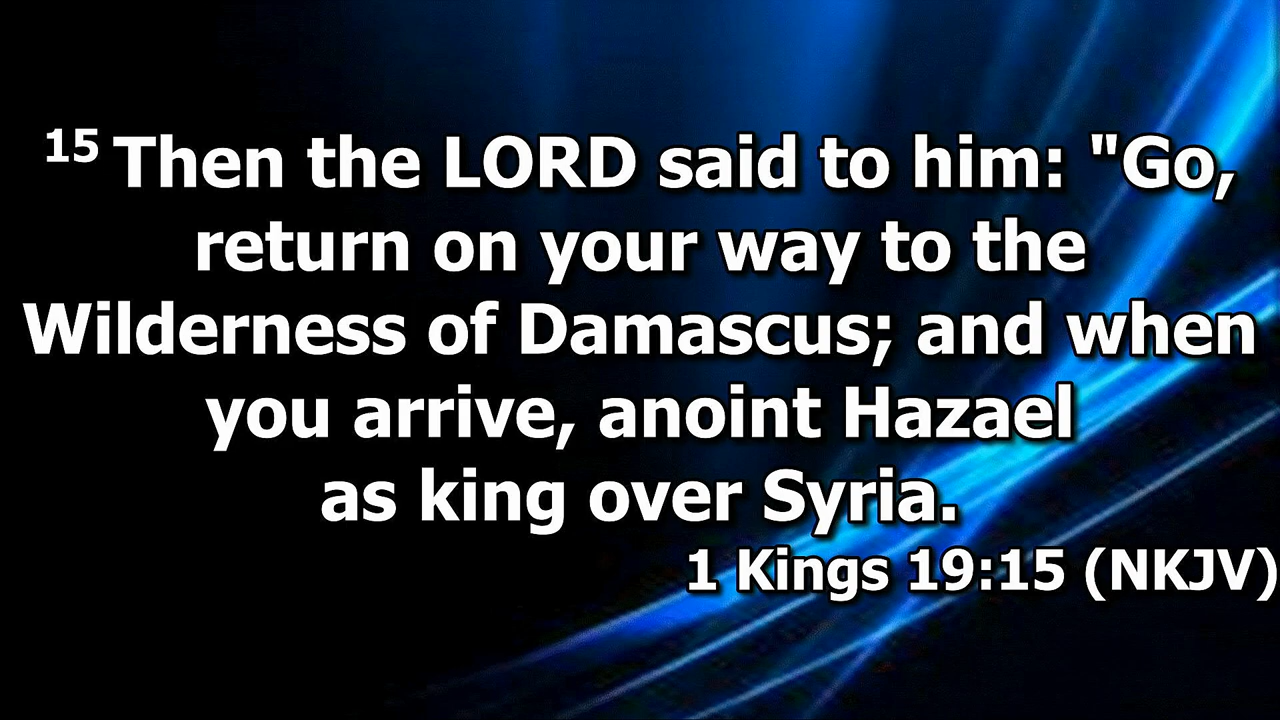 15 Then the LORD said to him: "Go,
return on your way to the
Wilderness of Damascus; and when
you arrive, anoint Hazael
as king over Syria.
1 Kings 19:15 (NKJV)